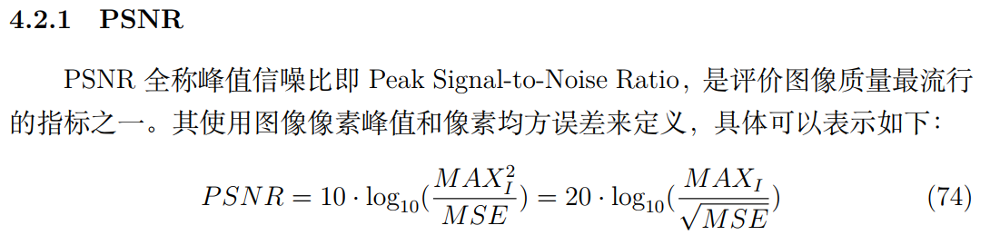 4.2.1 PSNR
PSNR 全称峰值信噪比即 Peak Signal-to-Noise Ratio，是评价图像质量最流行
的指标之一。其使用图像像素峰值和像素均方误差来定义，具体可以表示如下：
$PSNR = 10 \cdot \log_{10}(\frac{MAX_I^2}{MSE}) = 20 \cdot \log_{10}(\frac{MAX_I}{\sqrt{MSE}})$ (74)